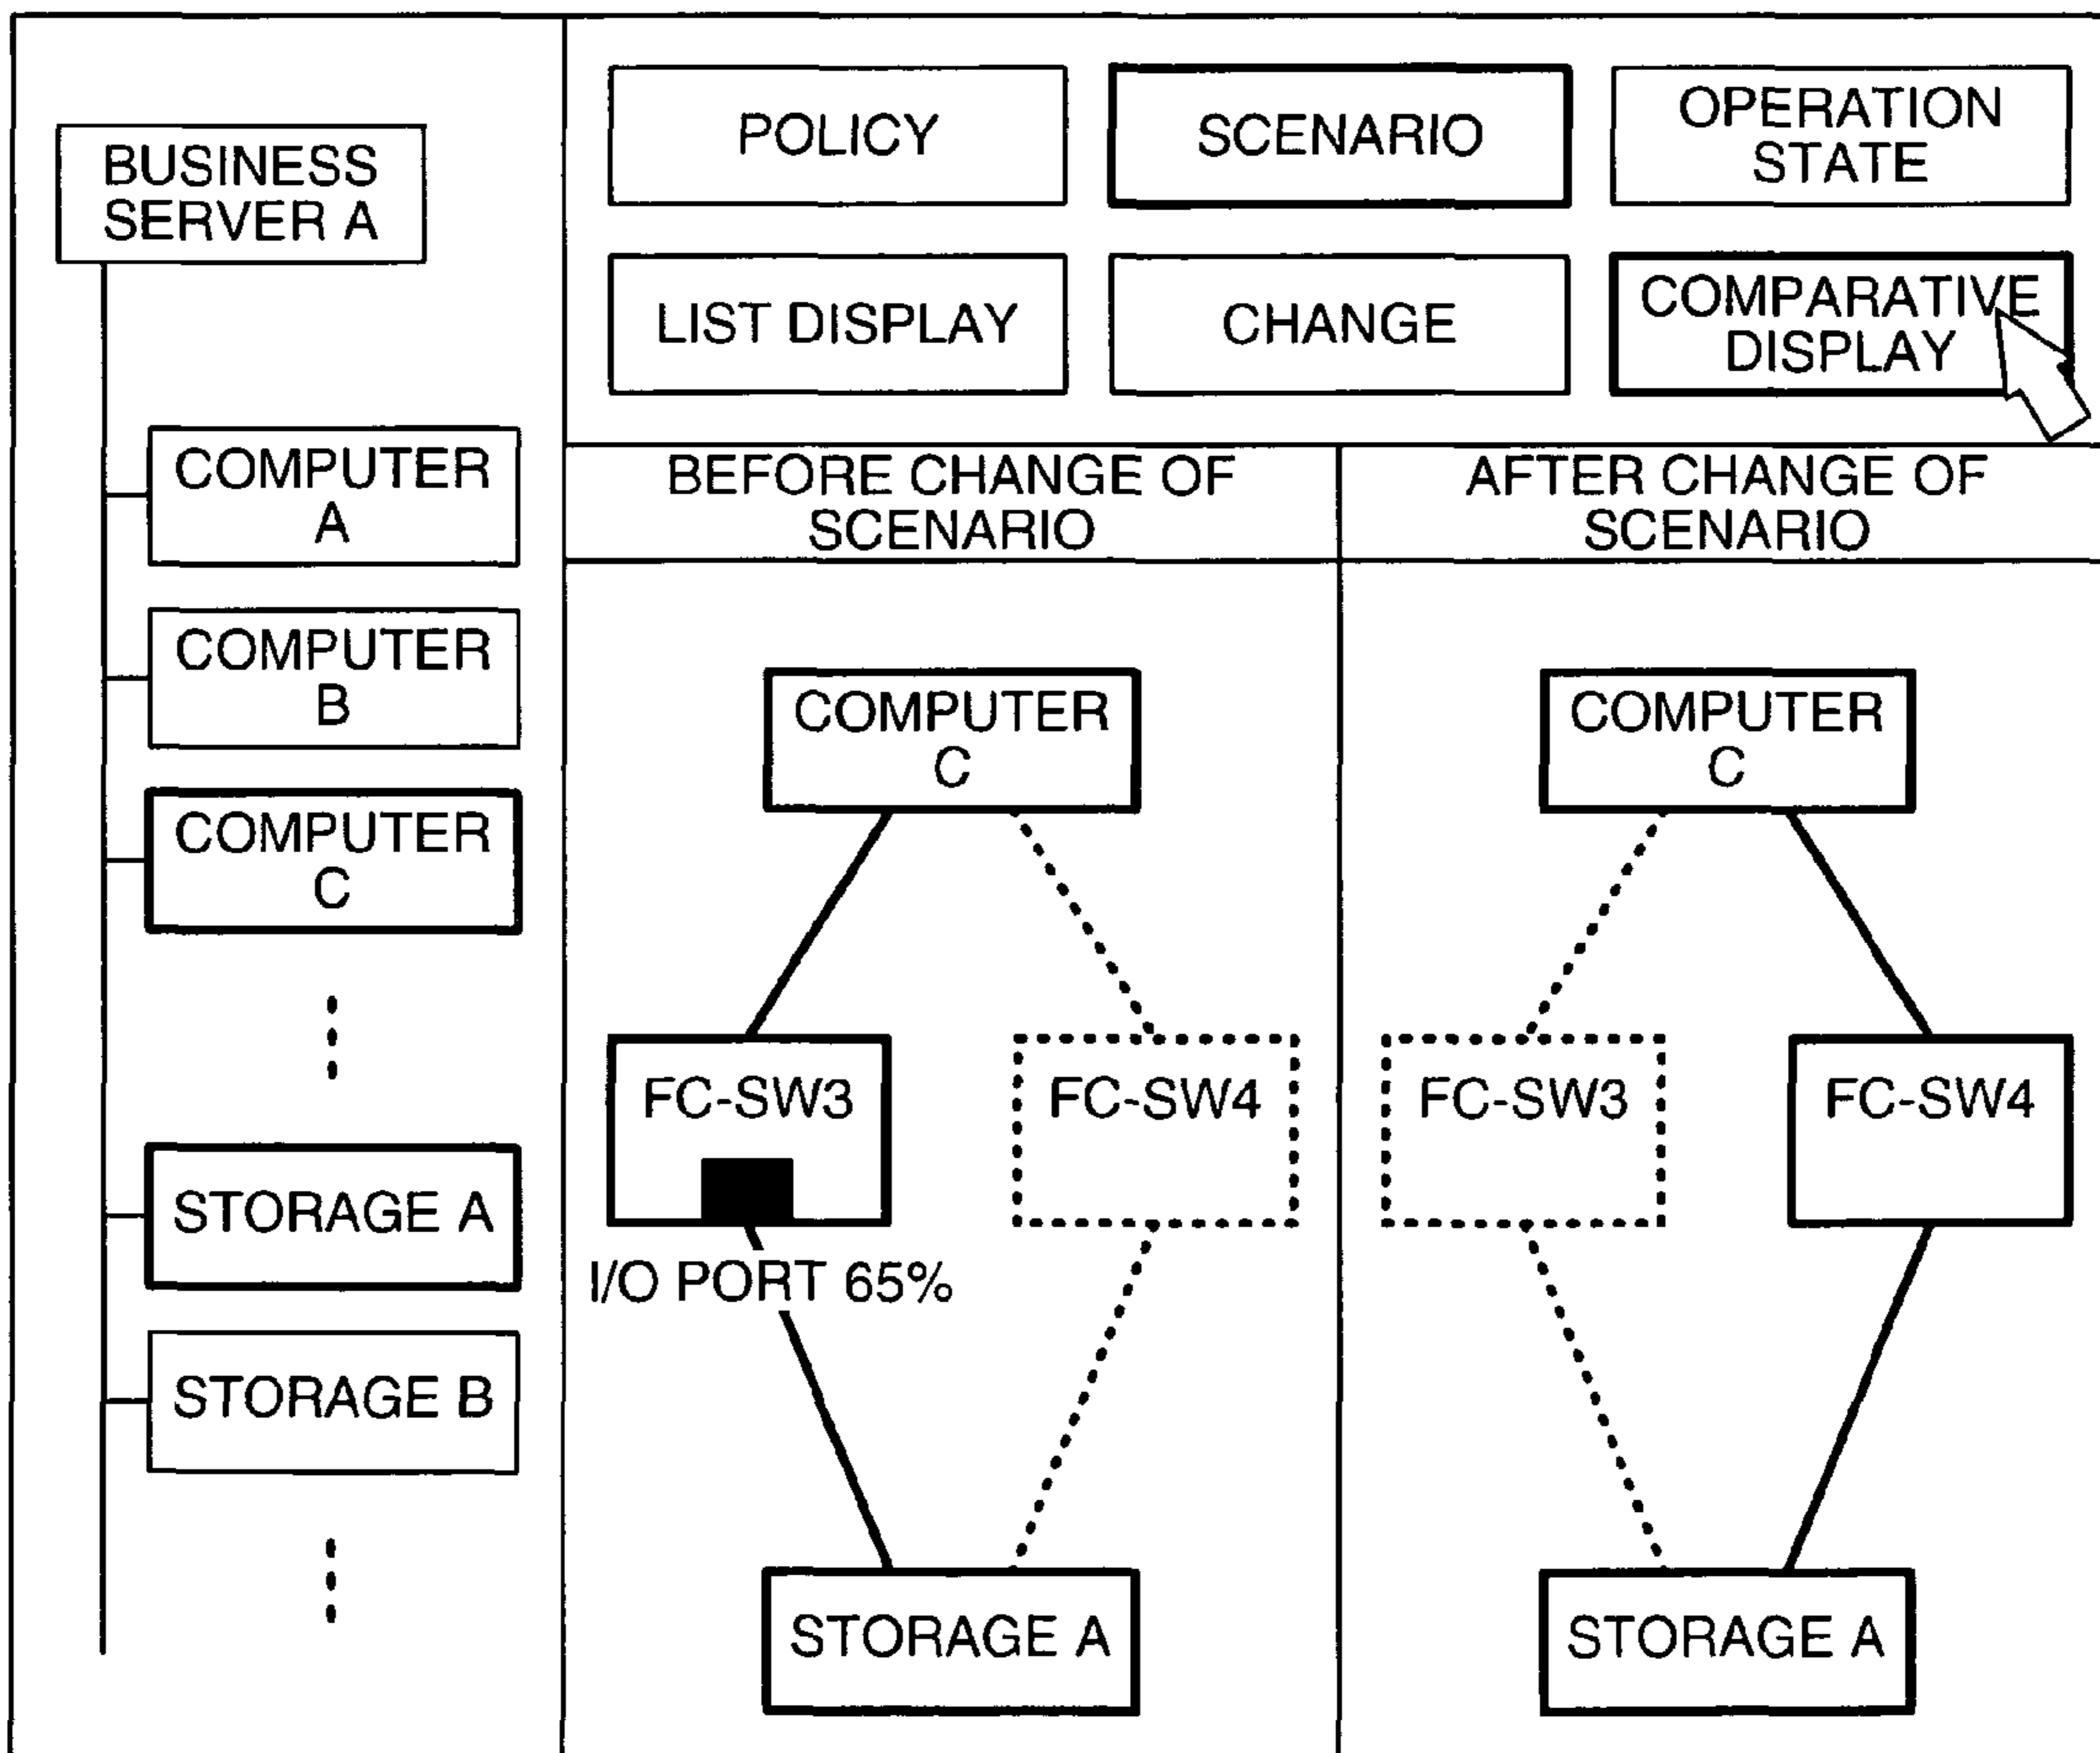 BUSINESS
SERVER A
COMPUTER
A
COMPUTER
B
COMPUTER
C
STORAGE A
STORAGE B
POLICY
SCENARIO
OPERATION
STATE
LIST DISPLAY
CHANGE
COMPARATIVE
DISPLAY
BEFORE CHANGE OF
SCENARIO
COMPUTER
C
FC-SW3
FC-SW4
I/O PORT 65%
STORAGE A
AFTER CHANGE OF
SCENARIO
COMPUTER
C
FC-SW3
FC-SW4
STORAGE A